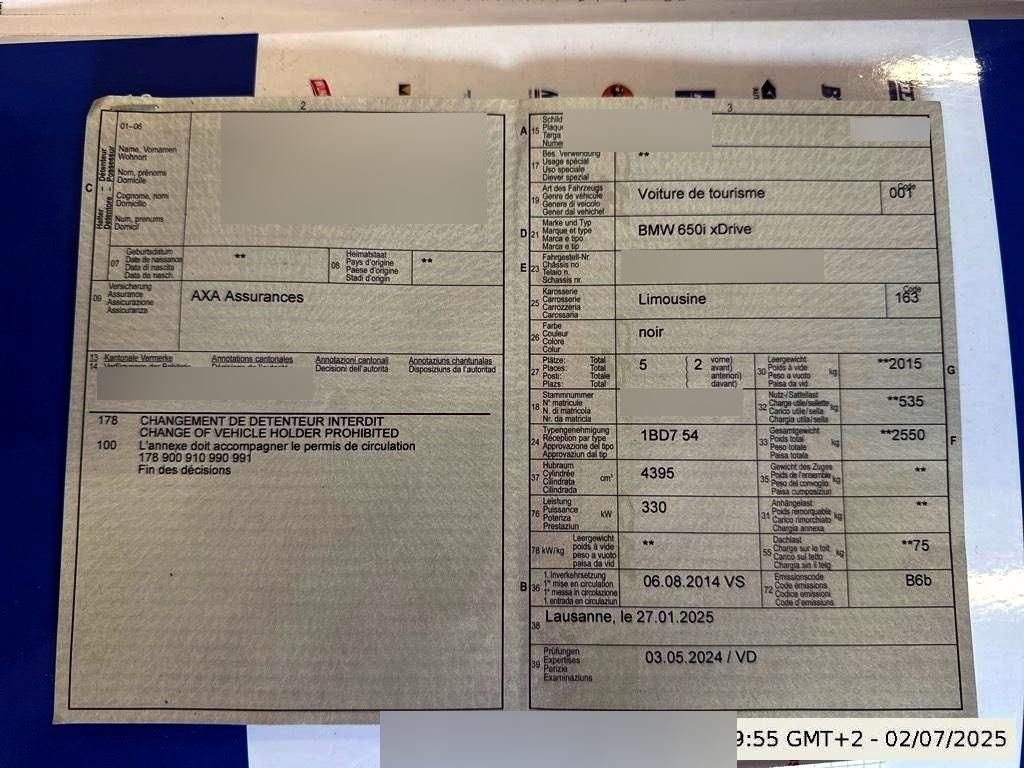 2
01–06
Name, Vornamen
Wohnort
Nom, prénoms
Domicile
Cognome, nomi
Domicilio
Num, prenums
Domicil
C
Halter Détenteur
Detentore Possessur
07
Geburtsdatum
Date de naissance
Data di nascita
Data da nasch.
**
08
Heimatstaat
Pays d'origine
Paese d'origine
Stadi d'origin
**
09
Versicherung
Assurance
Assicurazione
Assicuranza
AXA Assurances
13 Kantonale Vermerke Annotations cantonales Annotazioni cantonali Annotaziuns chantunalas
14 Décisions de l'autorité Decisioni dell'autorità Disposiziuns da l'autoritad
178 CHANGEMENT DE DETENTEUR INTERDIT
CHANGE OF VEHICLE HOLDER PROHIBITED
100 L'annexe doit accompagner le permis de circulation
178 900 910 990 991
Fin des décisions
3
A 15
Schild
Plaqu
Targa
Nume
17
Bes. Verwendung
Usage spécial
Uso speciale
Diever spezial
**
19
Art des Fahrzeugs
Genre de véhicule
Genere di veicolo
Gener dal vehichel
Voiture de tourisme
Code
001
D 21
Marke und Typ
Marque et type
Marca e tipo
Marca e tip
BMW 650i xDrive
E 23
Fahrgestell-Nr.
Châssis no
Telaio n.
Schassis nr.
25
Karosserie
Carrosserie
Carrozzeria
Carossaria
Limousine
Code
163
26
Farbe
Couleur
Colore
Colur
noir
27
Plätze: Total
Places: Total
Posti: Totale
Plazs: Total
5 2
vorne)
avant)
anteriori)
davant)
30
Leergewicht
Poids à vide
Peso a vuoto
Paisa da vid
kg
**2015
G
18
Stammnummer
N° matricule
N. di matricola
Nr. da matricla
32
Nutz-/Sattellast
Charge utile/sellette
Carico utile/sella
Chargia utila/sella
kg
**535
24
Typengenehmigung
Réception par type
Approvazione del tipo
Approvaziun dal tip
1BD7 54
33
Gesamtgewicht
Poids total
Peso totale
Paisa totala
kg
**2550
F
37
Hubraum
Cylindrée
Cilindrata
Cilindrada
cm³
4395
35
Gewicht des Zuges
Poids de l'ensemble
Peso del convoglio
Paisa cumposiziun
kg
**
76
Leistung
Puissance
Potenza
Prestaziun
kW
330
31
Anhängelast
Poids remorquable
Carico rimorchiato
Chargia annexa
kg
**
78 kW/kg
Leergewicht
poids à vide
peso a vuoto
paisa da vid
**
55
Dachlast
Charge sur le toit
Carico sul tetto
Chargia sin il tetg
kg
**75
B 36
1. Inverkehrsetzung
1re mise en circulation
1a messa in circolazione
1. entrada en circulaziun
06.08.2014 VS
72
Emissionscode
Code émissions
Codice emissioni
Code d'emissiuns
B6b
38
Lausanne, le 27.01.2025
39
Prüfungen
Expertises
Perizie
Examinaziuns
03.05.2024 / VD
9:55 GMT+2 - 02/07/2025